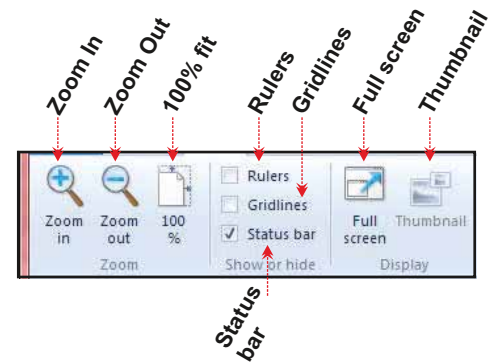 Zoom In
Zoom Out
100% fit
Rulers
Gridlines
Full screen
Thumbnail
Rulers
Gridlines
Status bar
Zoom
in
Zoom
out
100
%
Full
screen
Thumbnail
Zoom
Show or hide
Display
Status
bar